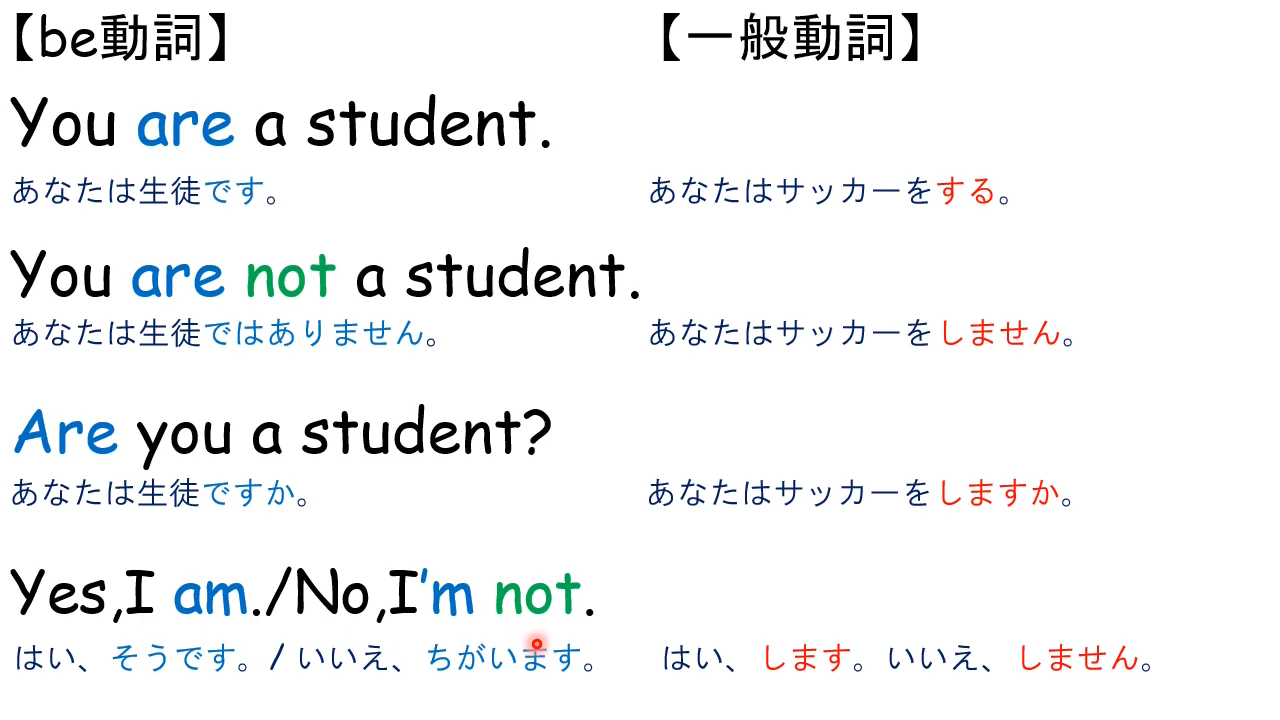 【be動詞】
【一般動詞】
You are a student.
あなたは生徒です。
あなたはサッカーをする。
You are not a student.
あなたは生徒ではありません。
あなたはサッカーをしません。
Are you a student?
あなたは生徒ですか。
あなたはサッカーをしますか。
Yes,I am./No,I'm not.
はい、そうです。/ いいえ、ちがいます。
はい、します。いいえ、しません。